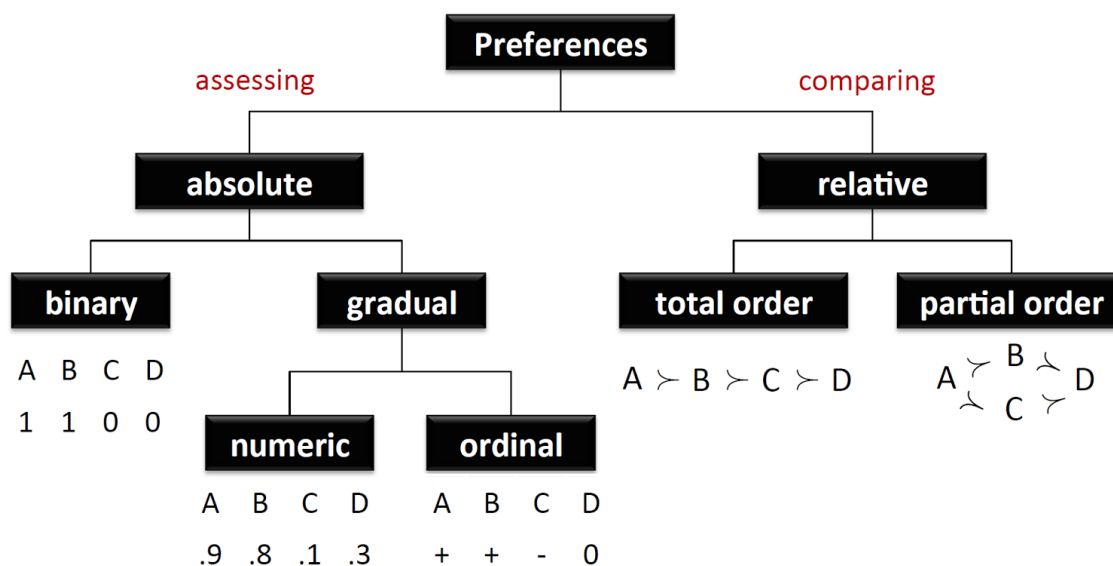 Preferences
assessing comparing
absolute relative
binary gradual total order partial order
A B C D
1 1 0 0
A ≻ B ≻ C ≻ D
A ≻ B ≻ D
≻ C ≻
numeric ordinal
A B C D A B C D
.9 .8 .1 .3 + + - 0